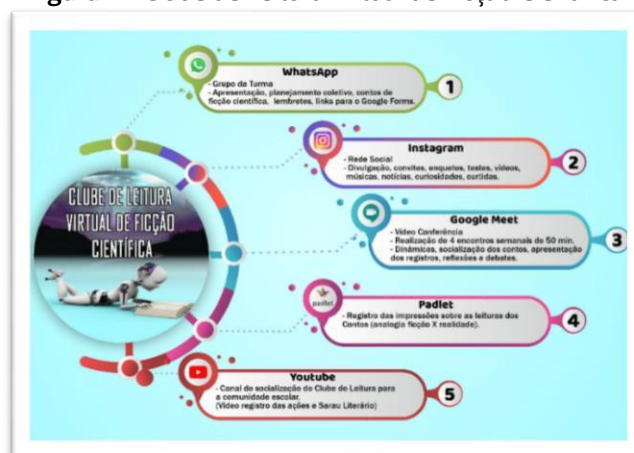 WhatsApp
- Grupo da Turma
- Apresentação, planejamento coletivo, contos de
ficção científica, lembretes, links para o Google Forms.
1
Instagram
- Rede Social
- Divulgação, convites, enquetes, testes, vídeos,
músicas, notícias, curiosidades, curtidas.
2
CLUBE DE LEITURA
VIRTUAL DE FICÇÃO
CIENTÍFICA
Google Meet
- Vídeo Conferência
- Realização de 4 encontros semanais de 50 min.
- Dinâmicas, socialização dos contos, apresentação
dos registros, reflexões e debates.
3
padlet
Padlet
- Registro das impressões sobre as leituras dos
Contos (analogia ficção X realidade).
4
Youtube
- Canal de socialização do Clube de Leitura para
a comunidade escolar.
(Vídeo registro das ações e Sarau Literário)
5